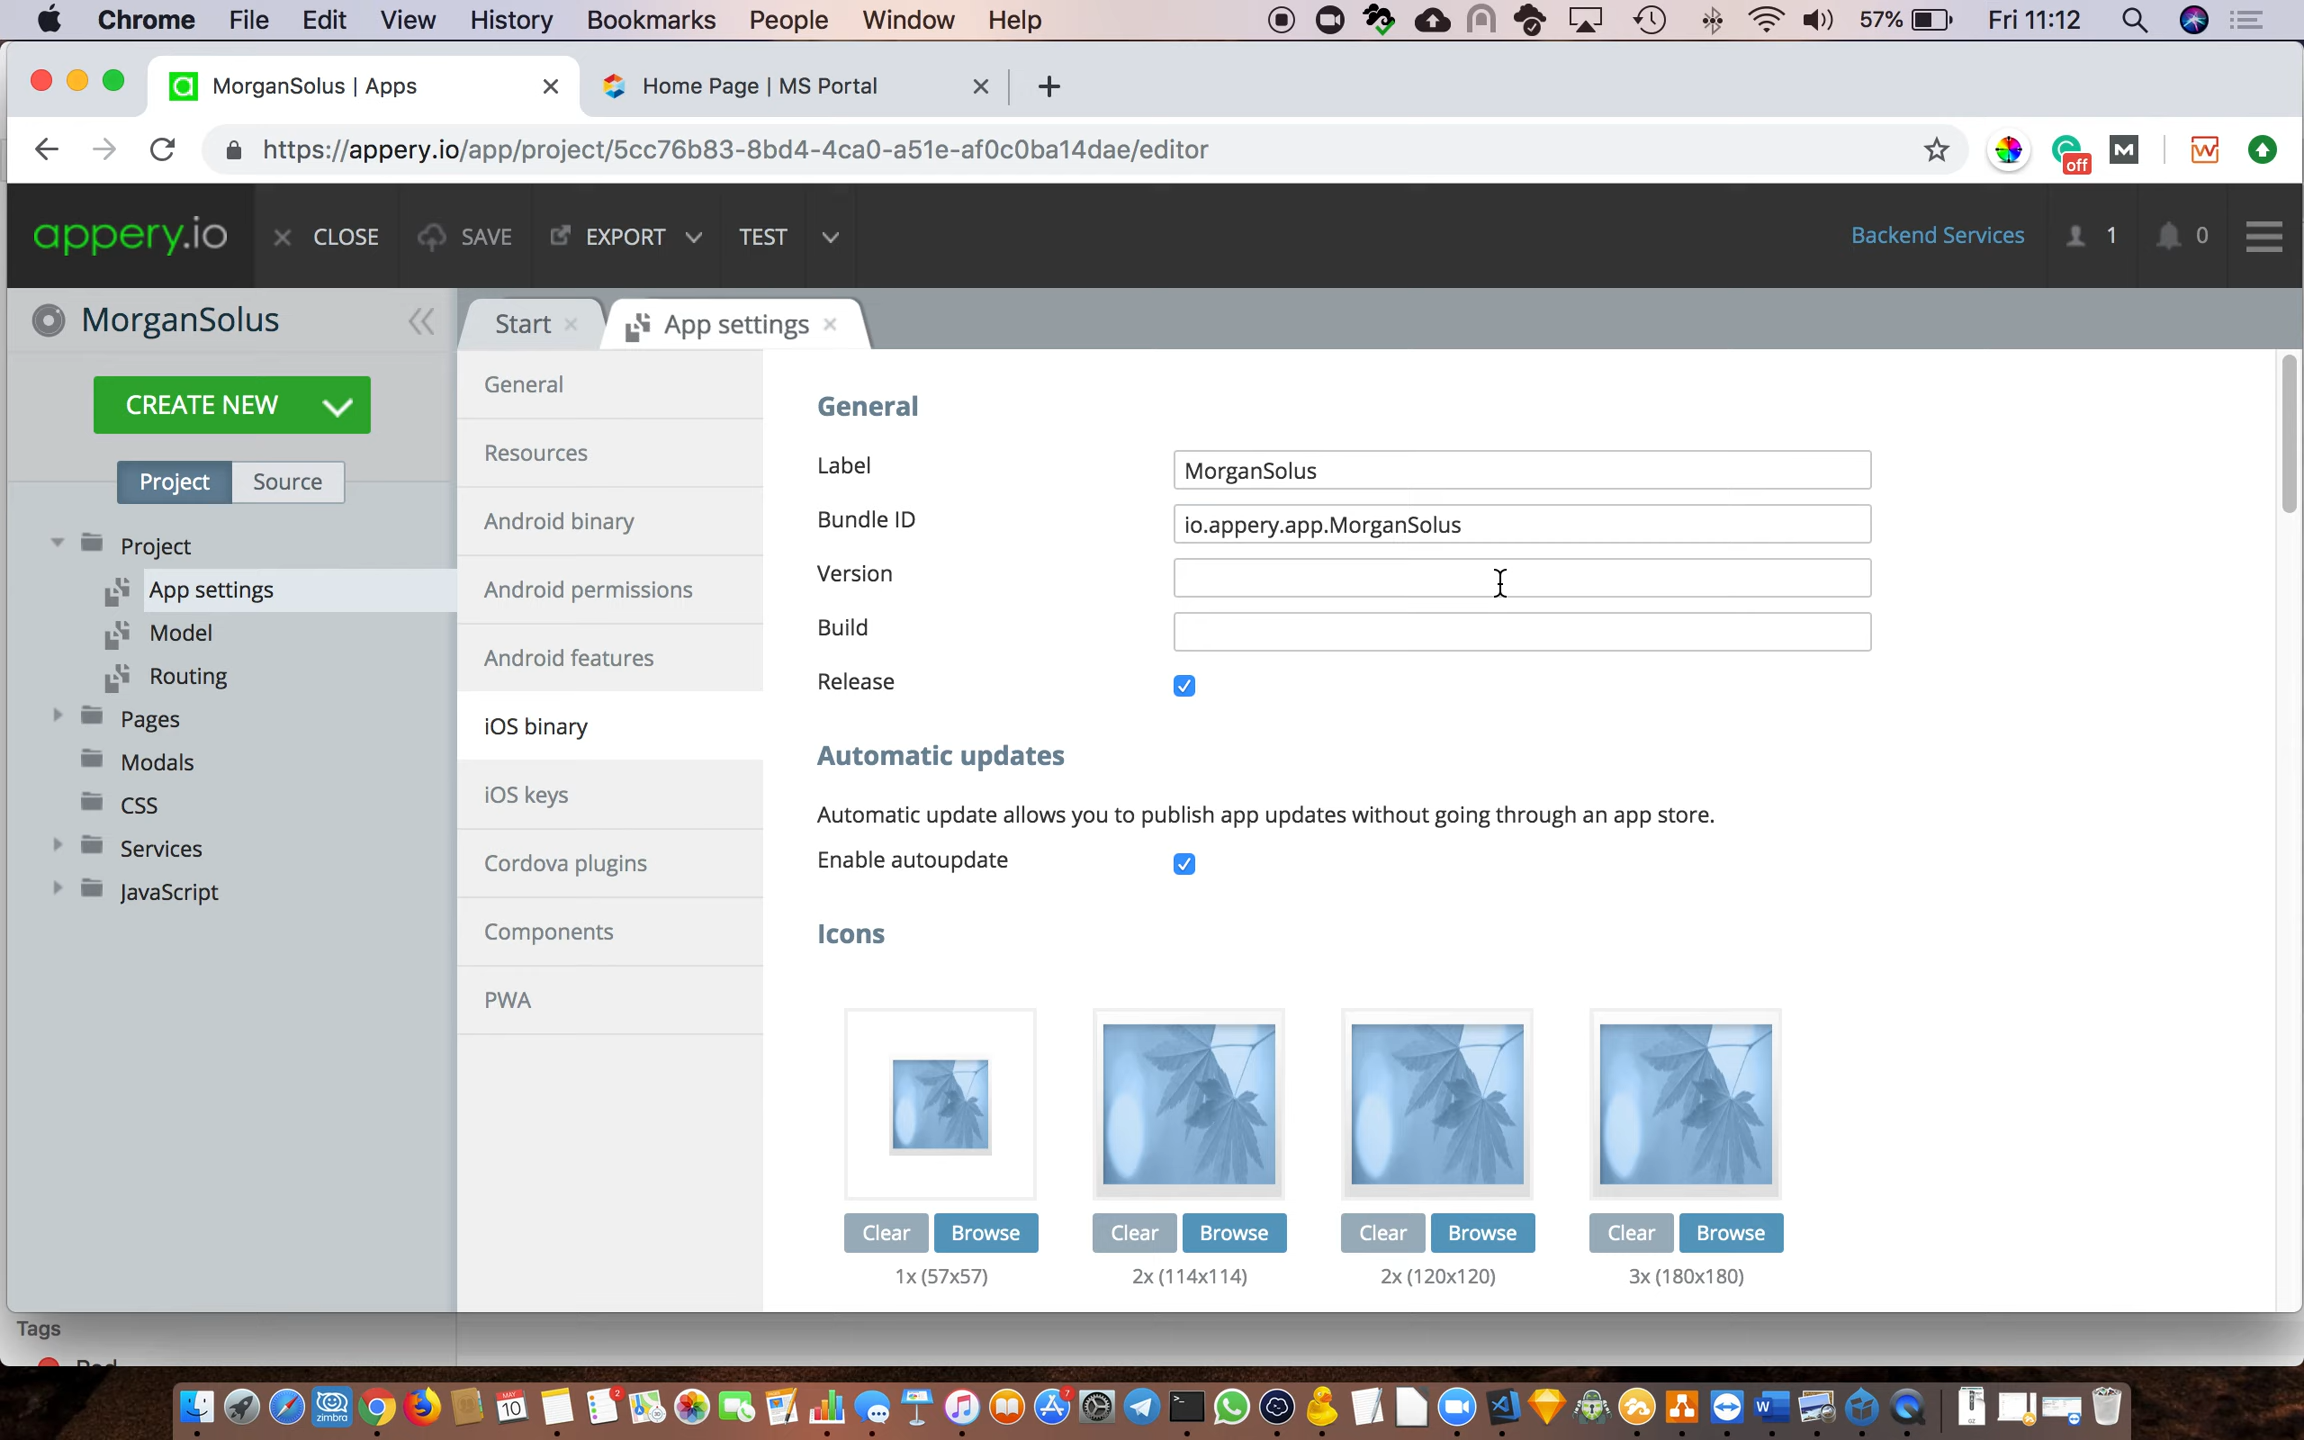 Chrome File Edit View History Bookmarks People Window Help 57% Fri 11:12
MorganSolus | Apps Home Page | MS Portal
https://appery.io/app/project/5cc76b83-8bd4-4ca0-a51e-af0c0ba14dae/editor off
appery.io CLOSE SAVE EXPORT TEST Backend Services 1 0
MorganSolus
Start App settings
CREATE NEW
Project Source
Project
App settings
Model
Routing
Pages
Modals
CSS
Services
JavaScript
General
Resources
Android binary
Android permissions
Android features
iOS binary
iOS keys
Cordova plugins
Components
PWA
General
Label MorganSolus
Bundle ID io.appery.app.MorganSolus
Version
Build
Release
Automatic updates
Automatic update allows you to publish app updates without going through an app store.
Enable autoupdate
Icons
Clear Browse Clear Browse Clear Browse Clear Browse
1x (57x57) 2x (114x114) 2x (120x120) 3x (180x180)
Tags
zimbra MAY 10 2 7